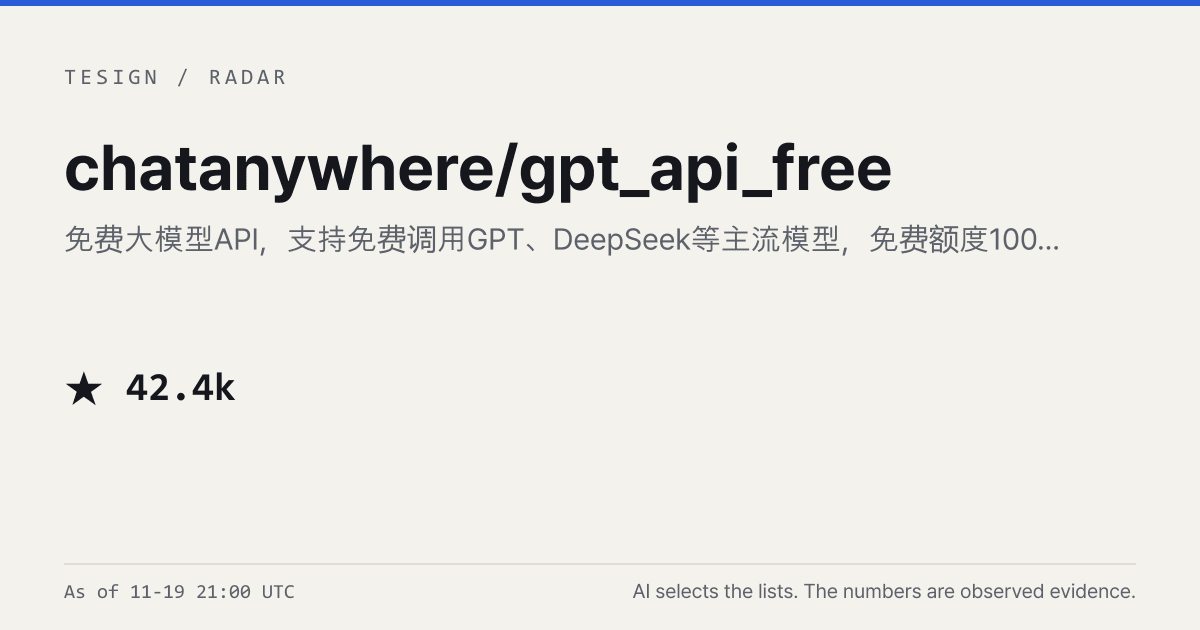 TESIGN / RADAR
chatanywhere/gpt_api_free
免费大模型API，支持免费调用GPT、DeepSeek等主流模型，免费额度100...
★ 42.4k
As of 11-19 21:00 UTC
AI selects the lists. The numbers are observed evidence.